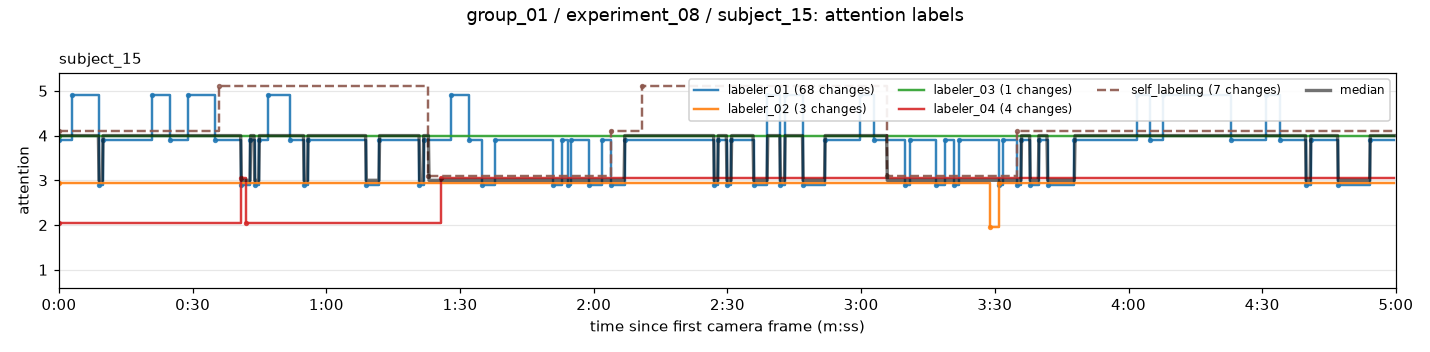 group_01 / experiment_08 / subject_15: attention labels
subject_15
labeler_01 (68 changes) labeler_03 (1 changes) self_labeling (7 changes) median
labeler_02 (3 changes) labeler_04 (4 changes)
attention
5
4
3
2
1
0:00 0:30 1:00 1:30 2:00 2:30 3:00 3:30 4:00 4:30 5:00
time since first camera frame (m:ss)